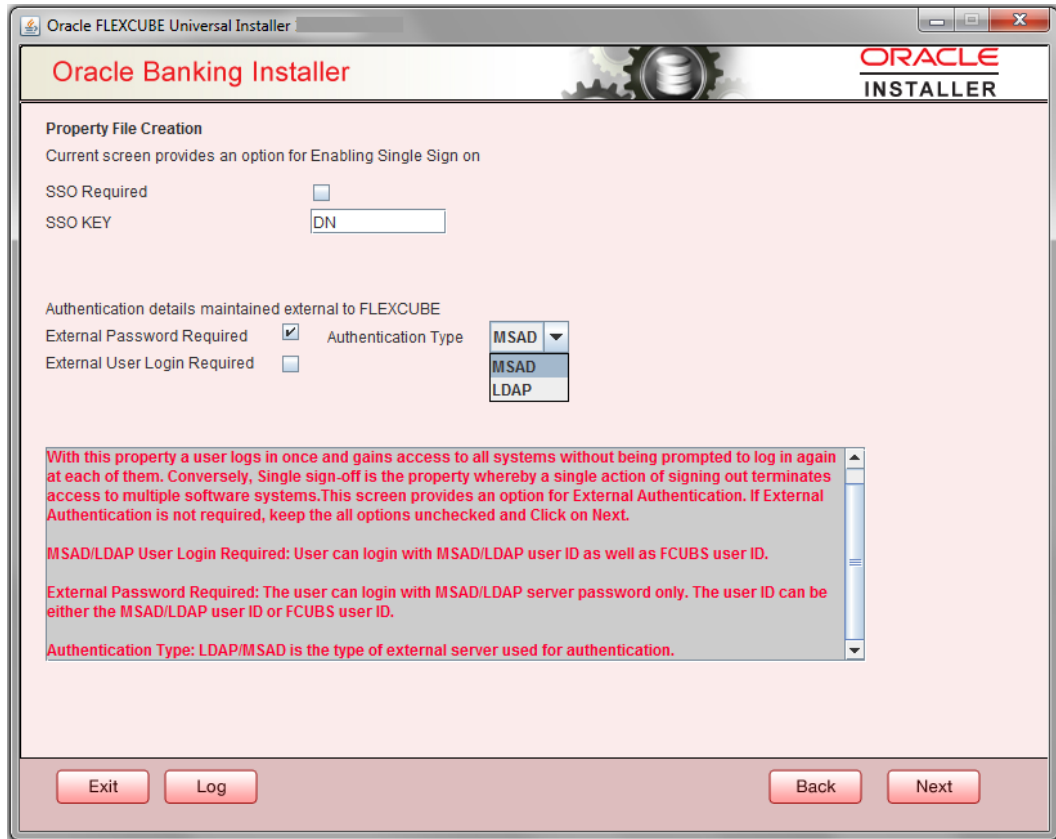 Oracle FLEXCUBE Universal Installer
Oracle Banking Installer
ORACLE
INSTALLER
Property File Creation
Current screen provides an option for Enabling Single Sign on
SSO Required
SSO KEY DN
Authentication details maintained external to FLEXCUBE
External Password Required Authentication Type MSAD
External User Login Required
MSAD
LDAP
With this property a user logs in once and gains access to all systems without being prompted to log in again
at each of them. Conversely, Single sign-off is the property whereby a single action of signing out terminates
access to multiple software systems.This screen provides an option for External Authentication. If External
Authentication is not required, keep the all options unchecked and Click on Next.
MSAD/LDAP User Login Required: User can login with MSAD/LDAP user ID as well as FCUBS user ID.
External Password Required: The user can login with MSAD/LDAP server password only. The user ID can be
either the MSAD/LDAP user ID or FCUBS user ID.
Authentication Type: LDAP/MSAD is the type of external server used for authentication.
Exit Log Back Next